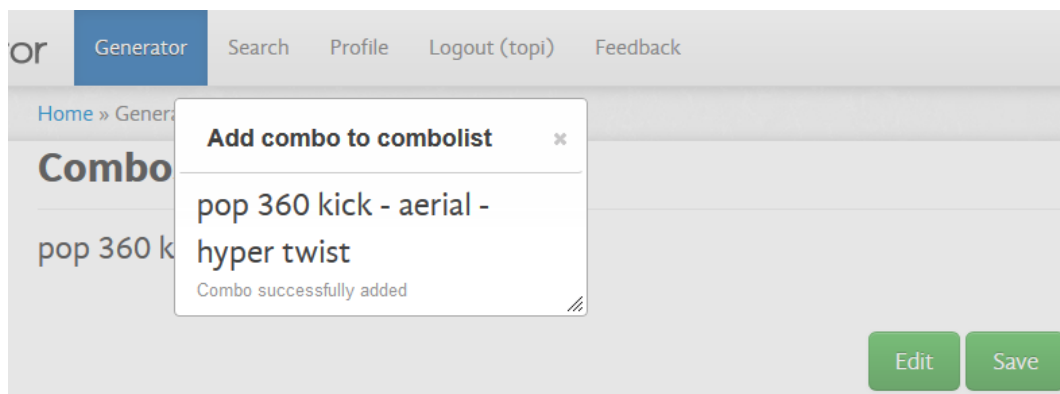 or Generator Search Profile Logout (topi) Feedback
Home » Genera
Add combo to combolist ×
Combo
pop 360 kick - aerial -
hyper twist
pop 360 k
Combo successfully added
Edit Save